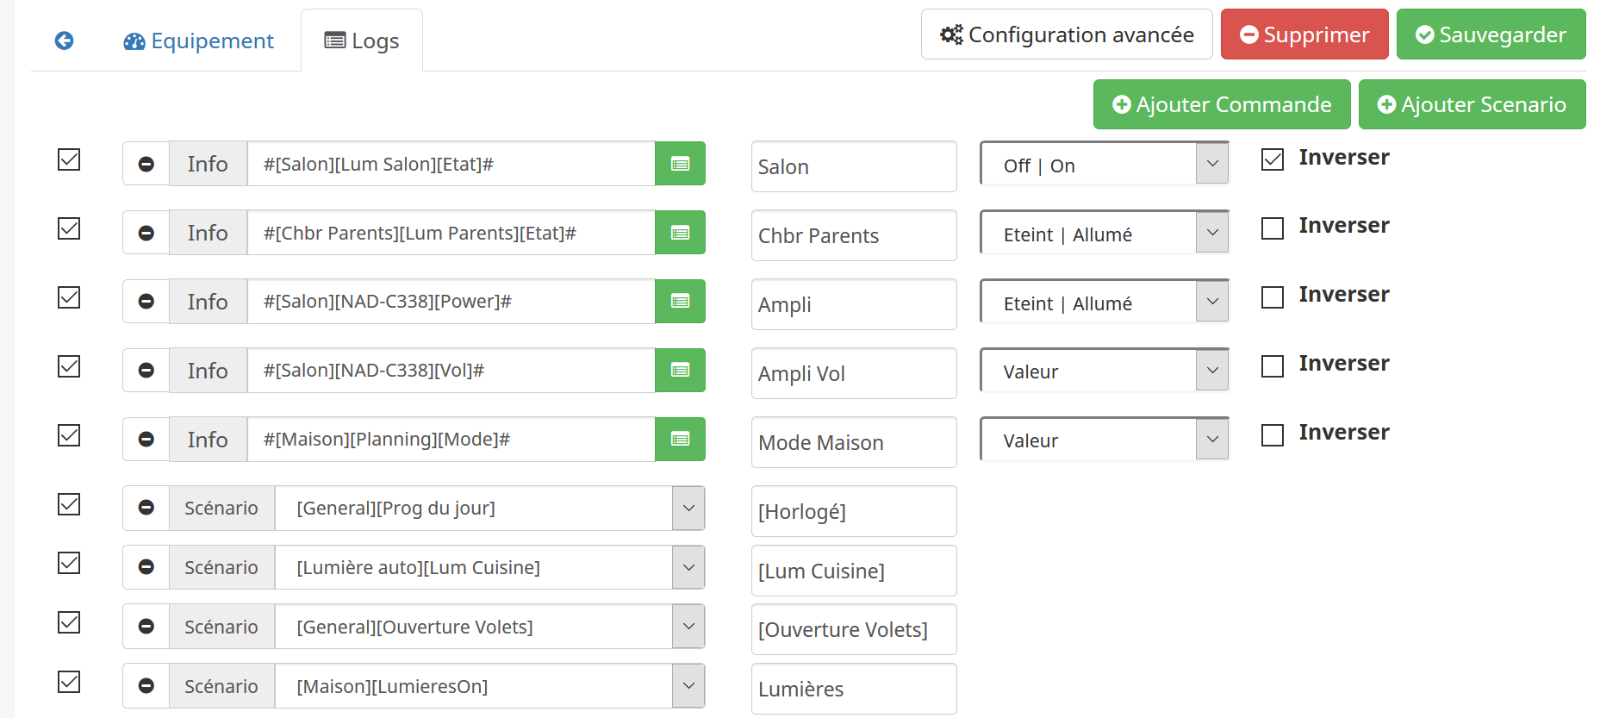 Equipement Logs Configuration avancée Supprimer Sauvegarder
Ajouter Commande Ajouter Scenario
Info #[Salon][Lum Salon][Etat]# Salon Off | On Inverser
Info #[Chbr Parents][Lum Parents][Etat]# Chbr Parents Eteint | Allumé Inverser
Info #[Salon][NAD-C338][Power]# Ampli Eteint | Allumé Inverser
Info #[Salon][NAD-C338][Vol]# Ampli Vol Valeur Inverser
Info #[Maison][Planning][Mode]# Mode Maison Valeur Inverser
Scénario [General][Prog du jour] [Horlogé]
Scénario [Lumière auto][Lum Cuisine] [Lum Cuisine]
Scénario [General][Ouverture Volets] [Ouverture Volets]
Scénario [Maison][LumieresOn] Lumières